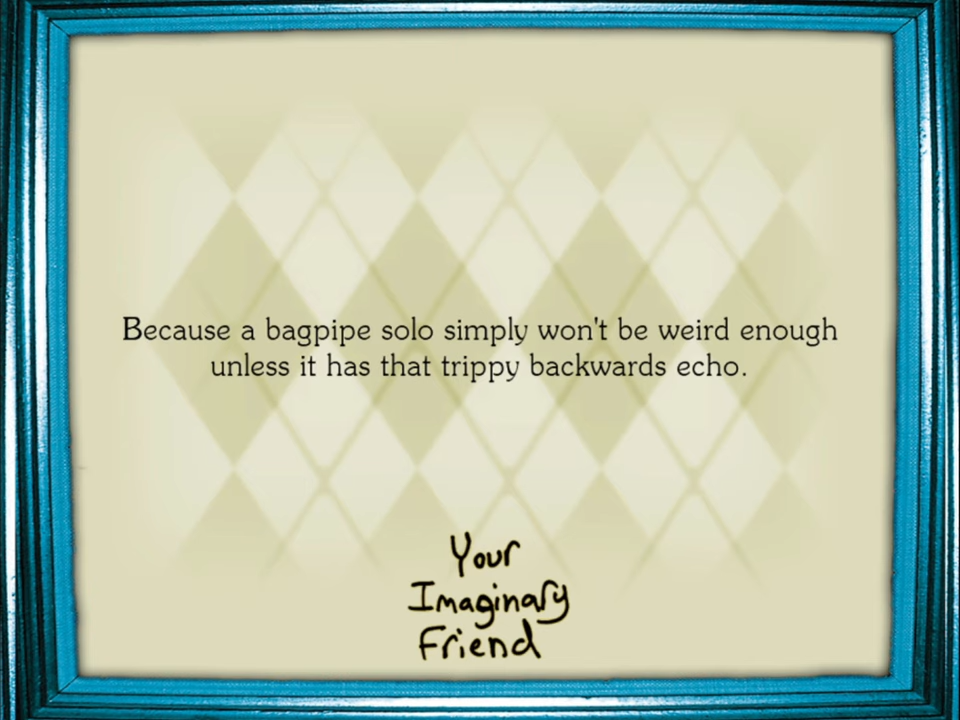 Because a bagpipe solo simply won't be weird enough
unless it has that trippy backwards echo.
Your
Imaginary
Friend